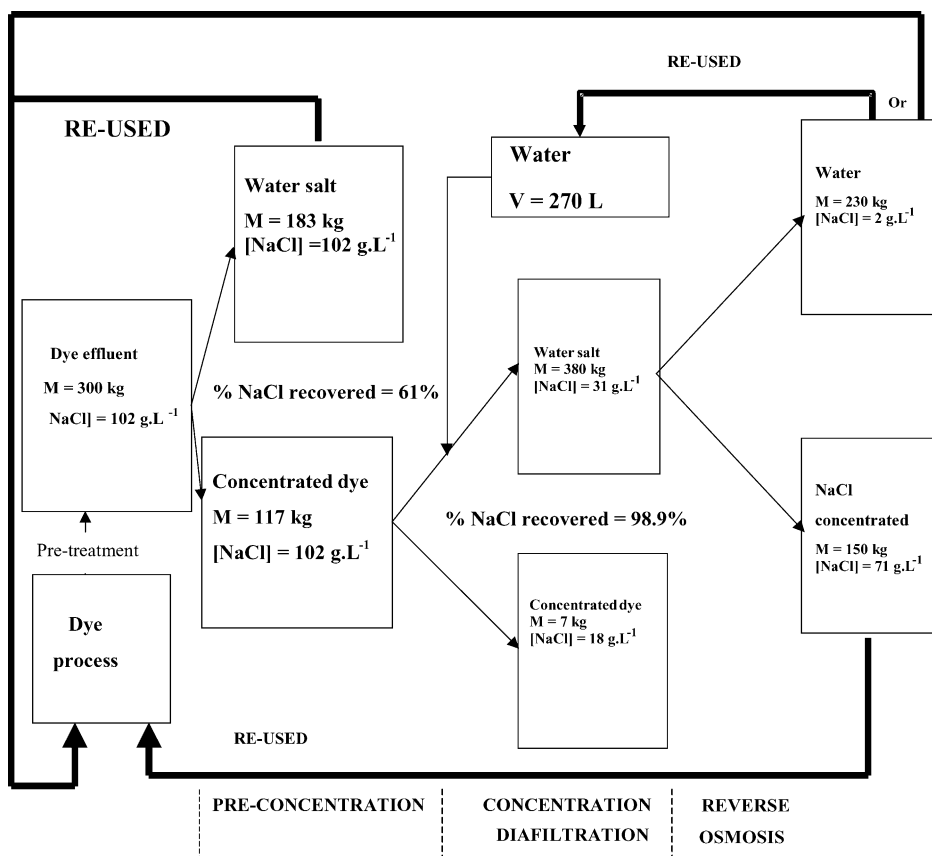 RE-USED
Or
RE-USED
Water salt
M = 183 kg
[NaCl] =102 g.L-1
Water
V = 270 L
Water
M = 230 kg
[NaCl] = 2 g.L-1
Dye effluent
M = 300 kg
NaCl] = 102 g.L -1
% NaCl recovered = 61%
Water salt
M = 380 kg
[NaCl] = 31 g.L-1
Concentrated dye
M = 117 kg
[NaCl] = 102 g.L-1
% NaCl recovered = 98.9%
NaCl
concentrated
M = 150 kg
[NaCl] = 71 g.L-1
Pre-treatment
Dye
process
Concentrated dye
M = 7 kg
[NaCl] = 18 g.L-1
RE-USED
PRE-CONCENTRATION
CONCENTRATION
DIAFILTRATION
REVERSE
OSMOSIS